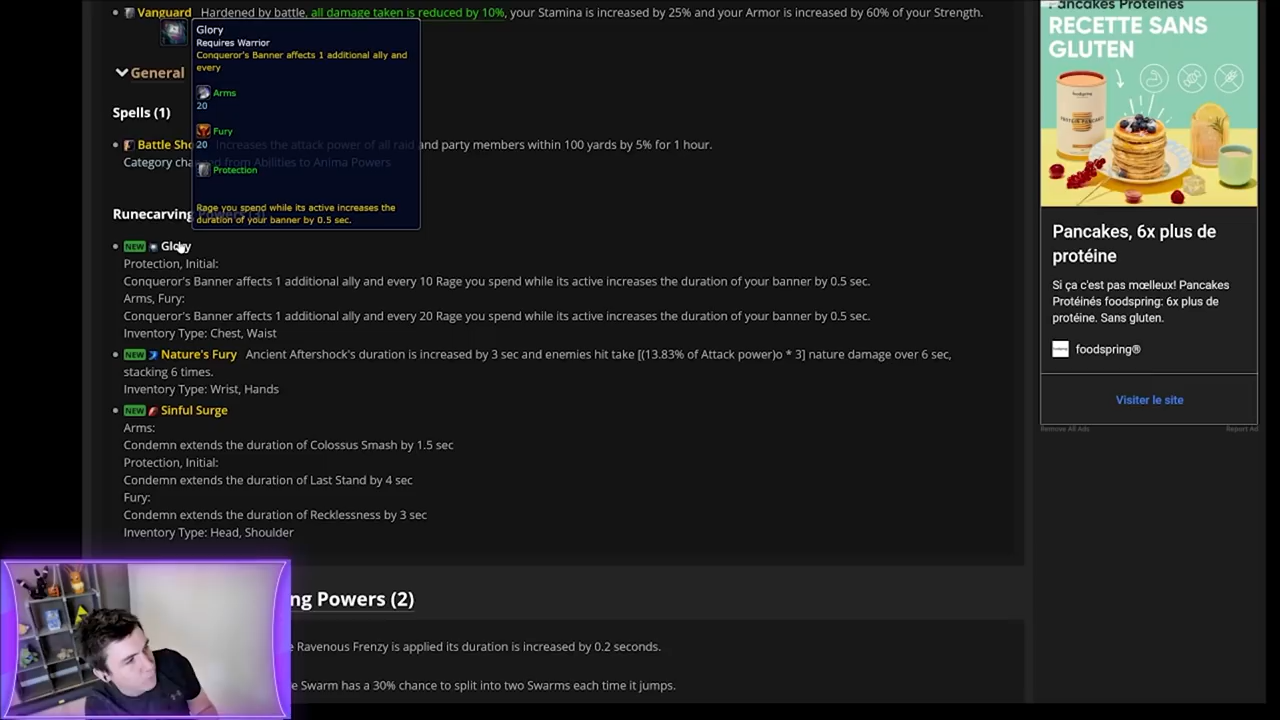 Vanguard Hardened by battle, all damage taken is reduced by 10%, your Stamina is increased by 25% and your Armor is increased by 60% of your Strength.
Glory
Requires Warrior
Conqueror's Banner affects 1 additional ally and
every
Arms
20
Fury
20
Protection
Rage you spend while its active increases the
duration of your banner by 0.5 sec.
General
Spells (1)
Battle Sho increases the attack power of all raid and party members within 100 yards by 5% for 1 hour.
Category changed from Abilities to Anima Powers
Runecarving Powers (3)
NEW Glory
Protection, Initial:
Conqueror's Banner affects 1 additional ally and every 10 Rage you spend while its active increases the duration of your banner by 0.5 sec.
Arms, Fury:
Conqueror's Banner affects 1 additional ally and every 20 Rage you spend while its active increases the duration of your banner by 0.5 sec.
Inventory Type: Chest, Waist
NEW Nature's Fury Ancient Aftershock's duration is increased by 3 sec and enemies hit take [(13.83% of Attack power)o * 3] nature damage over 6 sec,
stacking 6 times.
Inventory Type: Wrist, Hands
NEW Sinful Surge
Arms:
Condemn extends the duration of Colossus Smash by 1.5 sec
Protection, Initial:
Condemn extends the duration of Last Stand by 4 sec
Fury:
Condemn extends the duration of Recklessness by 3 sec
Inventory Type: Head, Shoulder
ng Powers (2)
Ravenous Frenzy is applied its duration is increased by 0.2 seconds.
Swarm has a 30% chance to split into two Swarms each time it jumps.
Pancakes Protéinés
RECETTE SANS
GLUTEN
foodspring
Pancakes, 6x plus de
protéine
Si ça c'est pas mœlleux! Pancakes
Protéinés foodspring: 6x plus de
protéine. Sans gluten.
foodspring®
Visiter le site
Remove All Ads
Report Ad